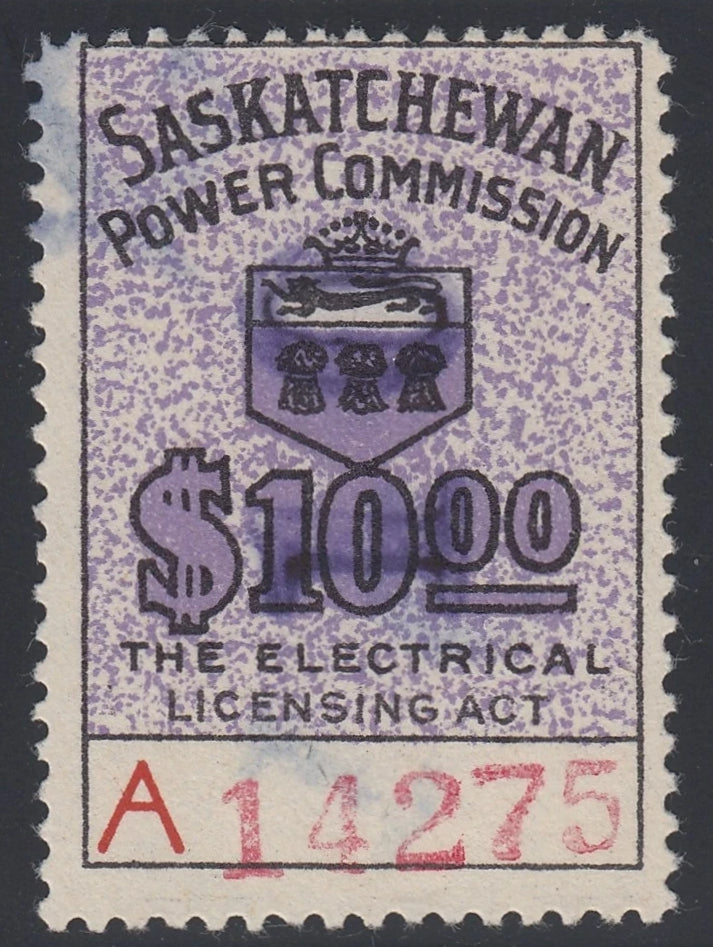 SASKATCHEWAN
POWER COMMISSION
$10.00
THE ELECTRICAL
LICENSING ACT
A 14275